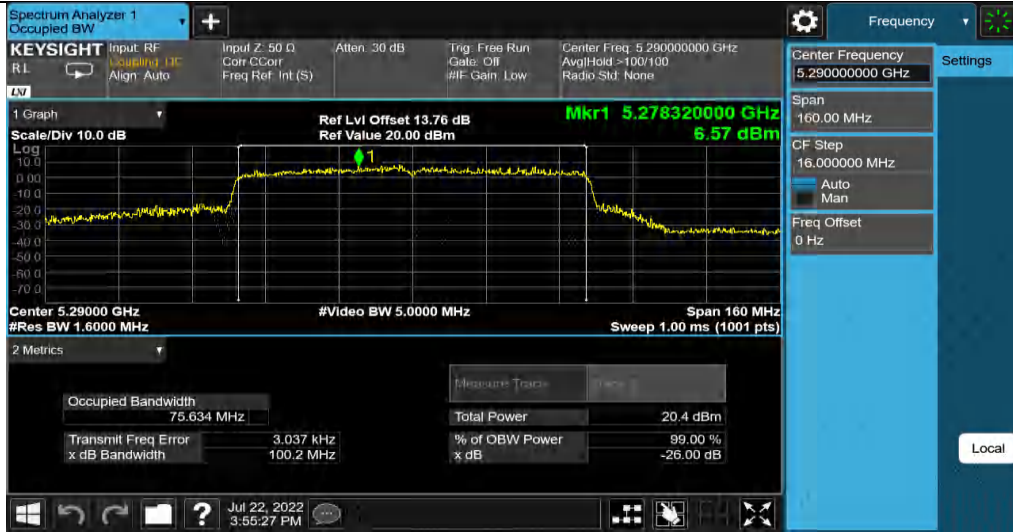 Spectrum Analyzer 1
Occupied BW
Frequency
KEYSIGHT
RL
LXI
Input: RF
Coupling: DC
Align: Auto
Input Z: 50 Ω
Corr CCorr
Freq Ref: Int (S)
Atten: 30 dB
Trig: Free Run
Gate: Off
#IF Gain: Low
Center Freq: 5.290000000 GHz
Avg|Hold >100/100
Radio Std: None
1 Graph
Scale/Div 10.0 dB
Ref Lvl Offset 13.76 dB
Ref Value 20.00 dBm
Mkr1 5.278320000 GHz
6.57 dBm
Log
10.0
0.00
-10.0
-20.0
-30.0
-40.0
-50.0
-60.0
-70.0
1
Center 5.29000 GHz
#Res BW 1.6000 MHz
#Video BW 5.0000 MHz
Span 160 MHz
Sweep 1.00 ms (1001 pts)
2 Metrics
Measure Trace
Occupied Bandwidth
75.634 MHz
Transmit Freq Error 3.037 kHz
x dB Bandwidth 100.2 MHz
Total Power 20.4 dBm
% of OBW Power 99.00 %
x dB -26.00 dB
Center Frequency
5.290000000 GHz
Span
160.00 MHz
CF Step
16.000000 MHz
Auto
Man
Freq Offset
0 Hz
Settings
Local
?
Jul 22, 2022
3:55:27 PM